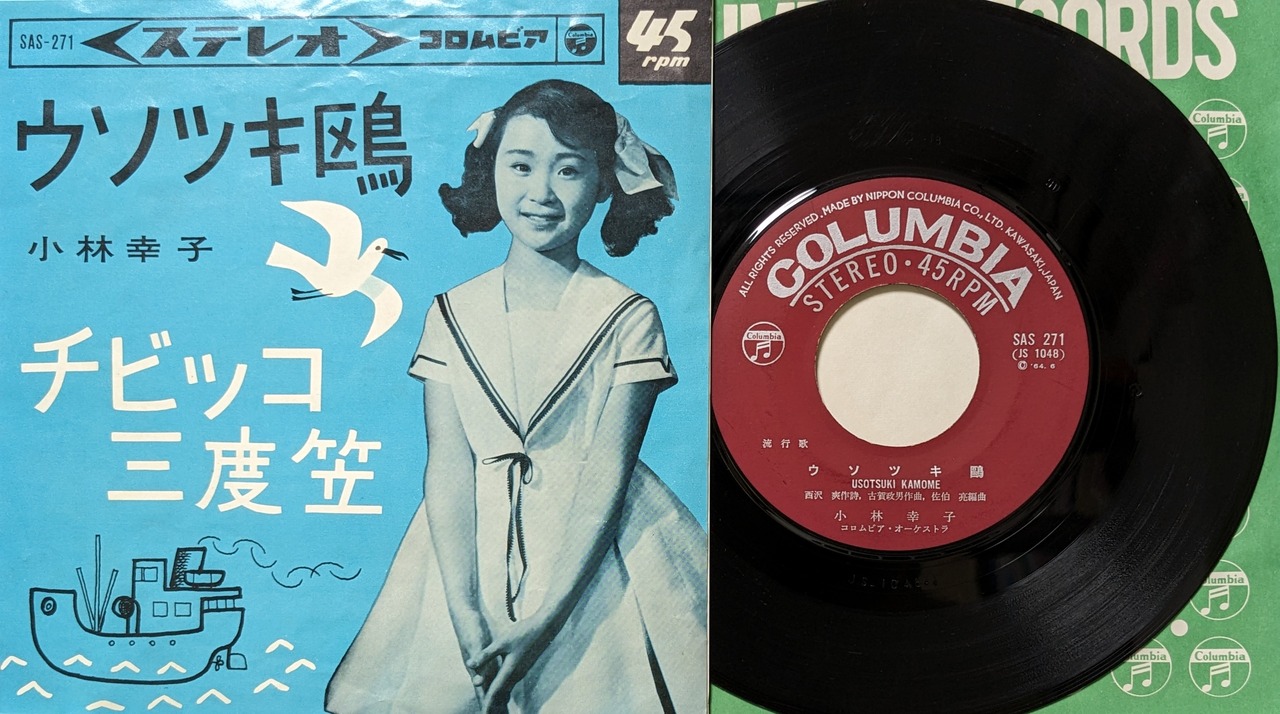 SAS-271 ステレオ コロムビア Columbia
45
rpm
ウソツキ鴎
小林幸子
チビッコ
三度笠
ALL RIGHTS RESERVED. MADE BY NIPPON COLUMBIA CO., LTD. KAWASAKI, JAPAN
COLUMBIA
STEREO・45RPM
Columbia
SAS 271
(JS 1048)
Ⓒ '64. 6
流行歌
ウソツキ鷗
USOTSUKI KAMOME
西沢 爽作詩, 古賀政男作曲, 佐伯 亮編曲
小林幸子
コロムビア・オーケストラ
ORDS
Columbia
Columbia
Columbia